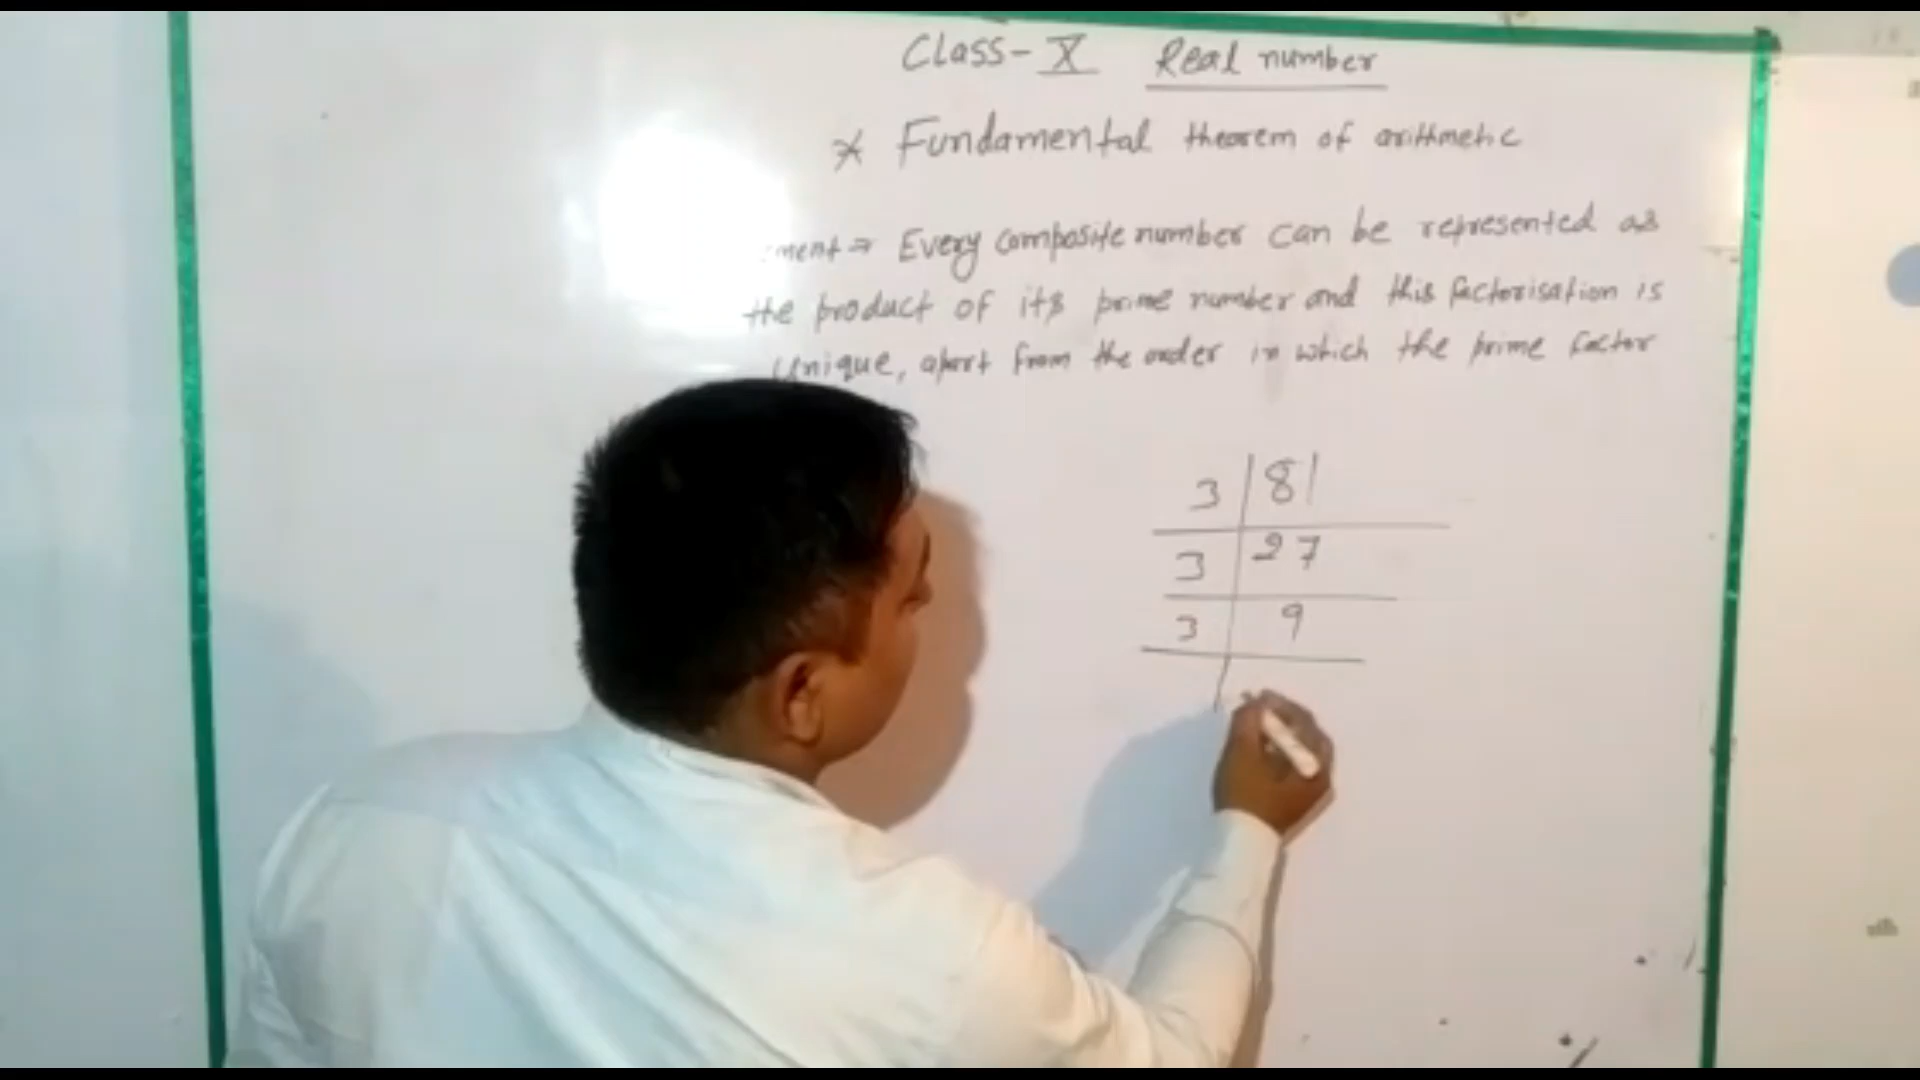 Class-X Real number
* Fundamental theorem of arithmetic
ment ⇒ Every composite number can be represented as
the product of its prime number and this factorisation is
unique, apart from the order in which the prime factor
3 | 81
3 | 27
3 | 9